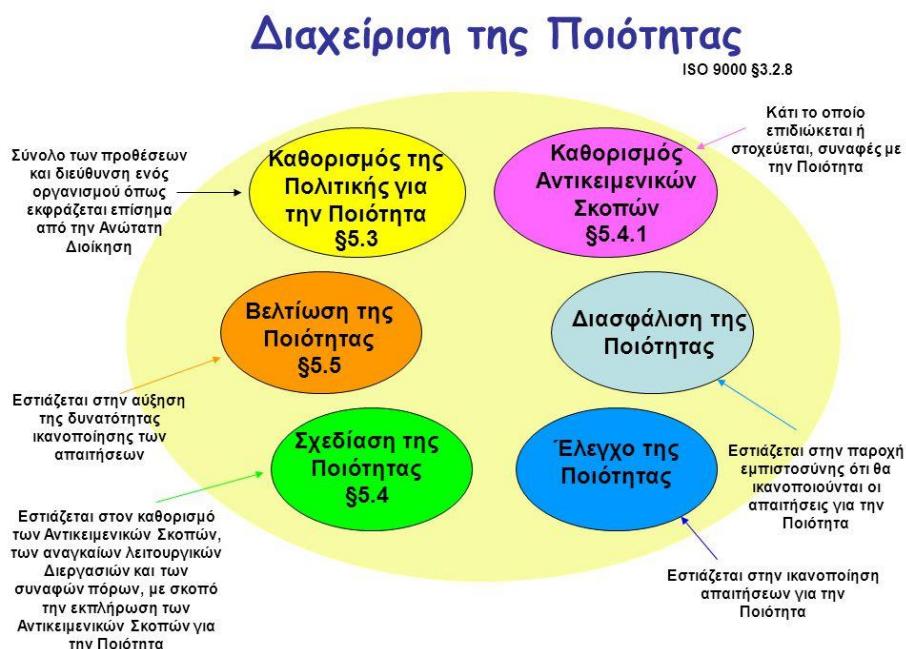 Διαχείριση της Ποιότητας
ISO 9000 §3.2.8
Σύνολο των προθέσεων
και διεύθυνση ενός
οργανισμού όπως
εκφράζεται επίσημα
από την Ανώτατη
Διοίκηση
Καθορισμός της
Πολιτικής για
την Ποιότητα
§5.3
Καθορισμός
Αντικειμενικών
Σκοπών
§5.4.1
Κάτι το οποίο
επιδιώκεται ή
στοχεύεται, συναφές με
την Ποιότητα
Βελτίωση της
Ποιότητας
§5.5
Διασφάλιση της
Ποιότητας
Εστιάζεται στην αύξηση
της δυνατότητας
ικανοποίησης των
απαιτήσεων
Σχεδίαση της
Ποιότητας
§5.4
Έλεγχο της
Ποιότητας
Εστιάζεται στην παροχή
εμπιστοσύνης ότι θα
ικανοποιούνται οι
απαιτήσεις για την
Ποιότητα
Εστιάζεται στον καθορισμό
των Αντικειμενικών Σκοπών,
των αναγκαίων λειτουργικών
Διεργασιών και των
συναφών πόρων, με σκοπό
την εκπλήρωση των
Αντικειμενικών Σκοπών για
την Ποιότητα
Εστιάζεται στην ικανοποίηση
απαιτήσεων για την
Ποιότητα